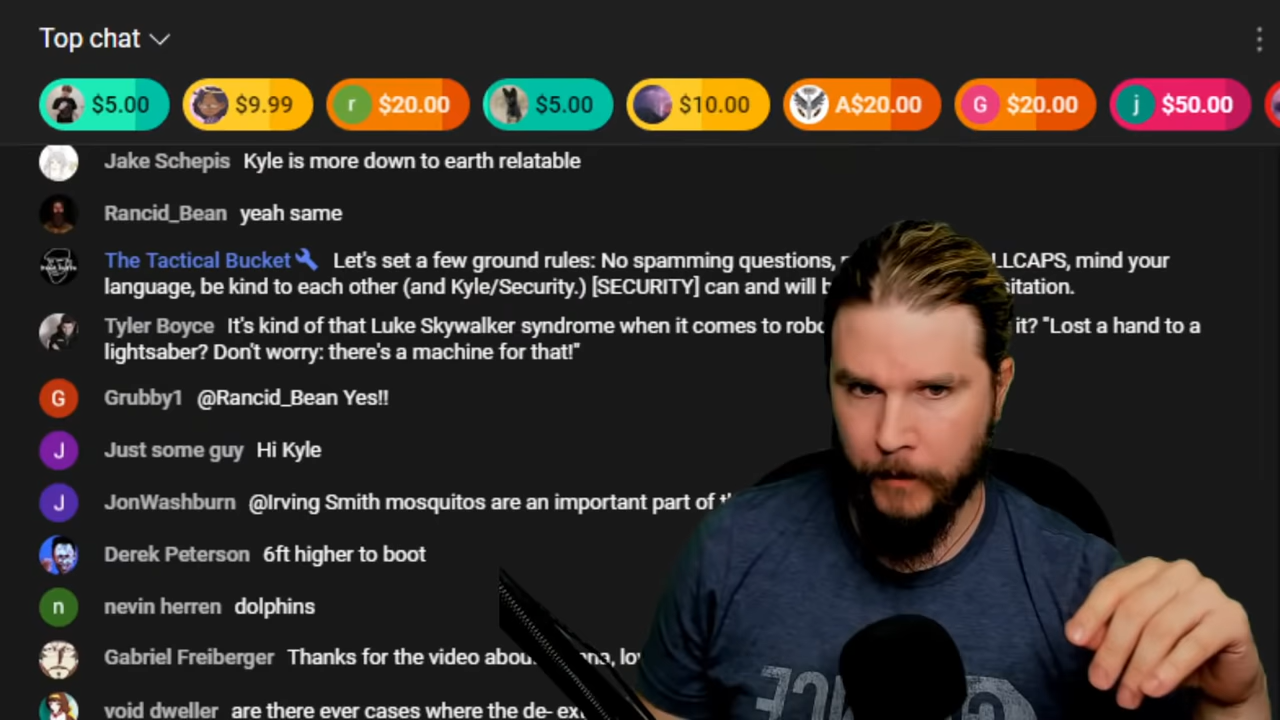 Top chat
$5.00 $9.99 r $20.00 $5.00 $10.00 A$20.00 G $20.00 j $50.00
Jake Schepis Kyle is more down to earth relatable
Rancid_Bean yeah same
The Tactical Bucket Let's set a few ground rules: No spamming questions, LLCAPS, mind your
language, be kind to each other (and Kyle/Security.) [SECURITY] can and will
Tyler Boyce It's kind of that Luke Skywalker syndrome when it comes to it? "Lost a hand to a
lightsaber? Don't worry: there's a machine for that!"
G Grubby1 @Rancid_Bean Yes!!
J Just some guy Hi Kyle
J JonWashburn @Irving Smith mosquitos are an important part of
Derek Peterson 6ft higher to boot
n nevin herren dolphins
Gabriel Freiberger Thanks for the video
void dweller are there ever cases where the de-